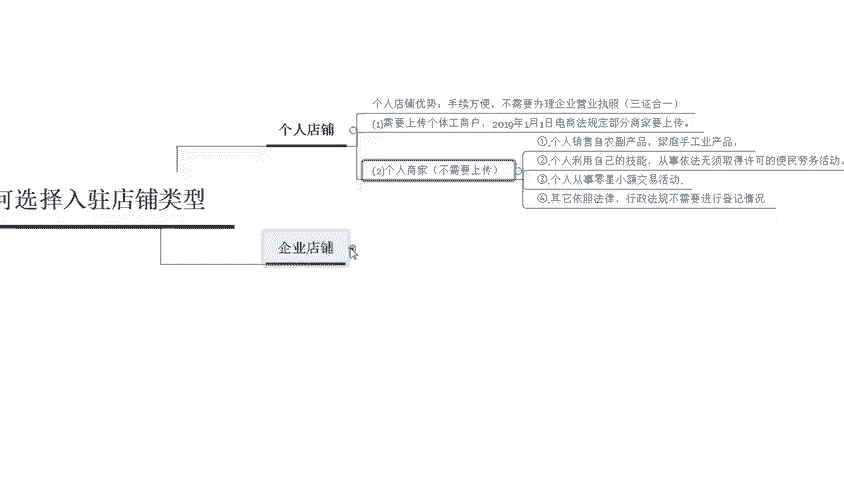 个人店铺优势:手续方便,不需要办理企业营业执照(三证合一)
个人店铺
(1)需要上传个体工商户,2019年1月1日电商法规定部分商家要上传。
①.个人销售自农副产品,家庭手工业产品,
(2)个人商家(不需要上传)
②.个人利用自己的技能,从事依法无须取得许可的便民劳务活动,
③.个人从事零星小额交易活动.
④.其它依照法律,行政法规不需要进行登记情况
可选择入驻店铺类型
企业店铺